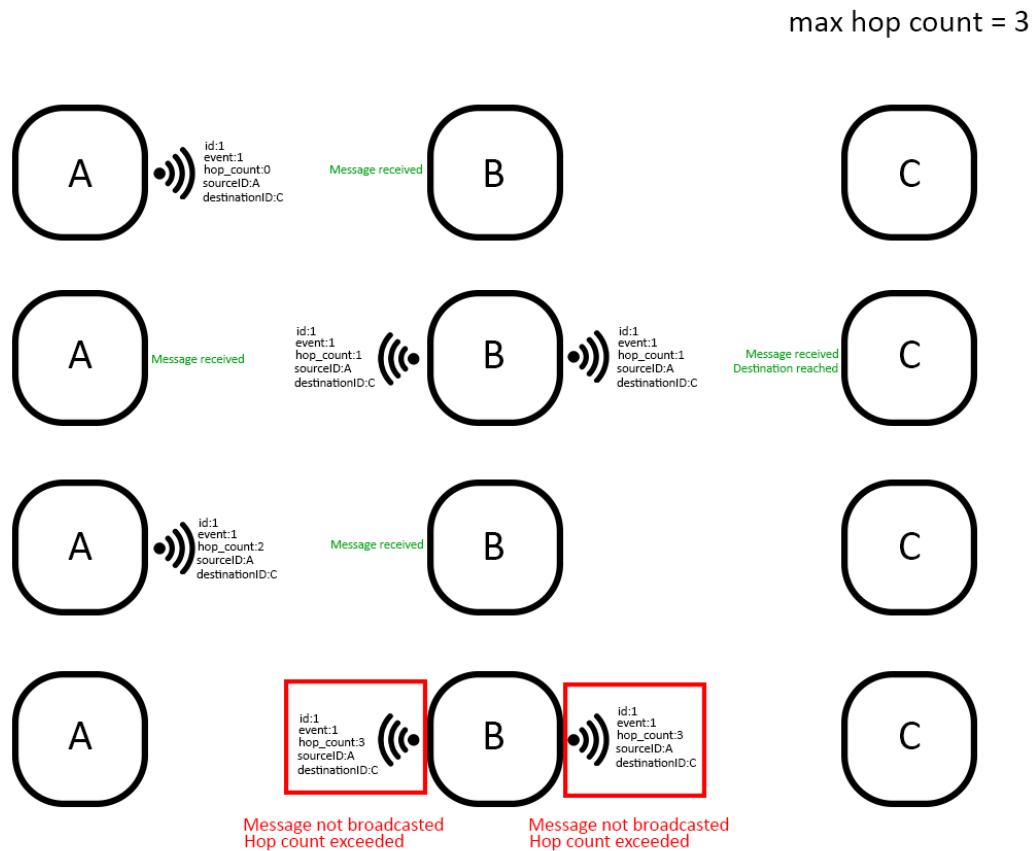 max hop count = 3
A
id:1
event:1
hop_count:0
sourceID:A
destinationID:C
Message received
B
C
A
Message received
id:1
event:1
hop_count:1
sourceID:A
destinationID:C
B
id:1
event:1
hop_count:1
sourceID:A
destinationID:C
Message received
Destination reached
C
A
id:1
event:1
hop_count:2
sourceID:A
destinationID:C
Message received
B
C
A
id:1
event:1
hop_count:3
sourceID:A
destinationID:C
B
id:1
event:1
hop_count:3
sourceID:A
destinationID:C
C
Message not broadcasted
Hop count exceeded
Message not broadcasted
Hop count exceeded